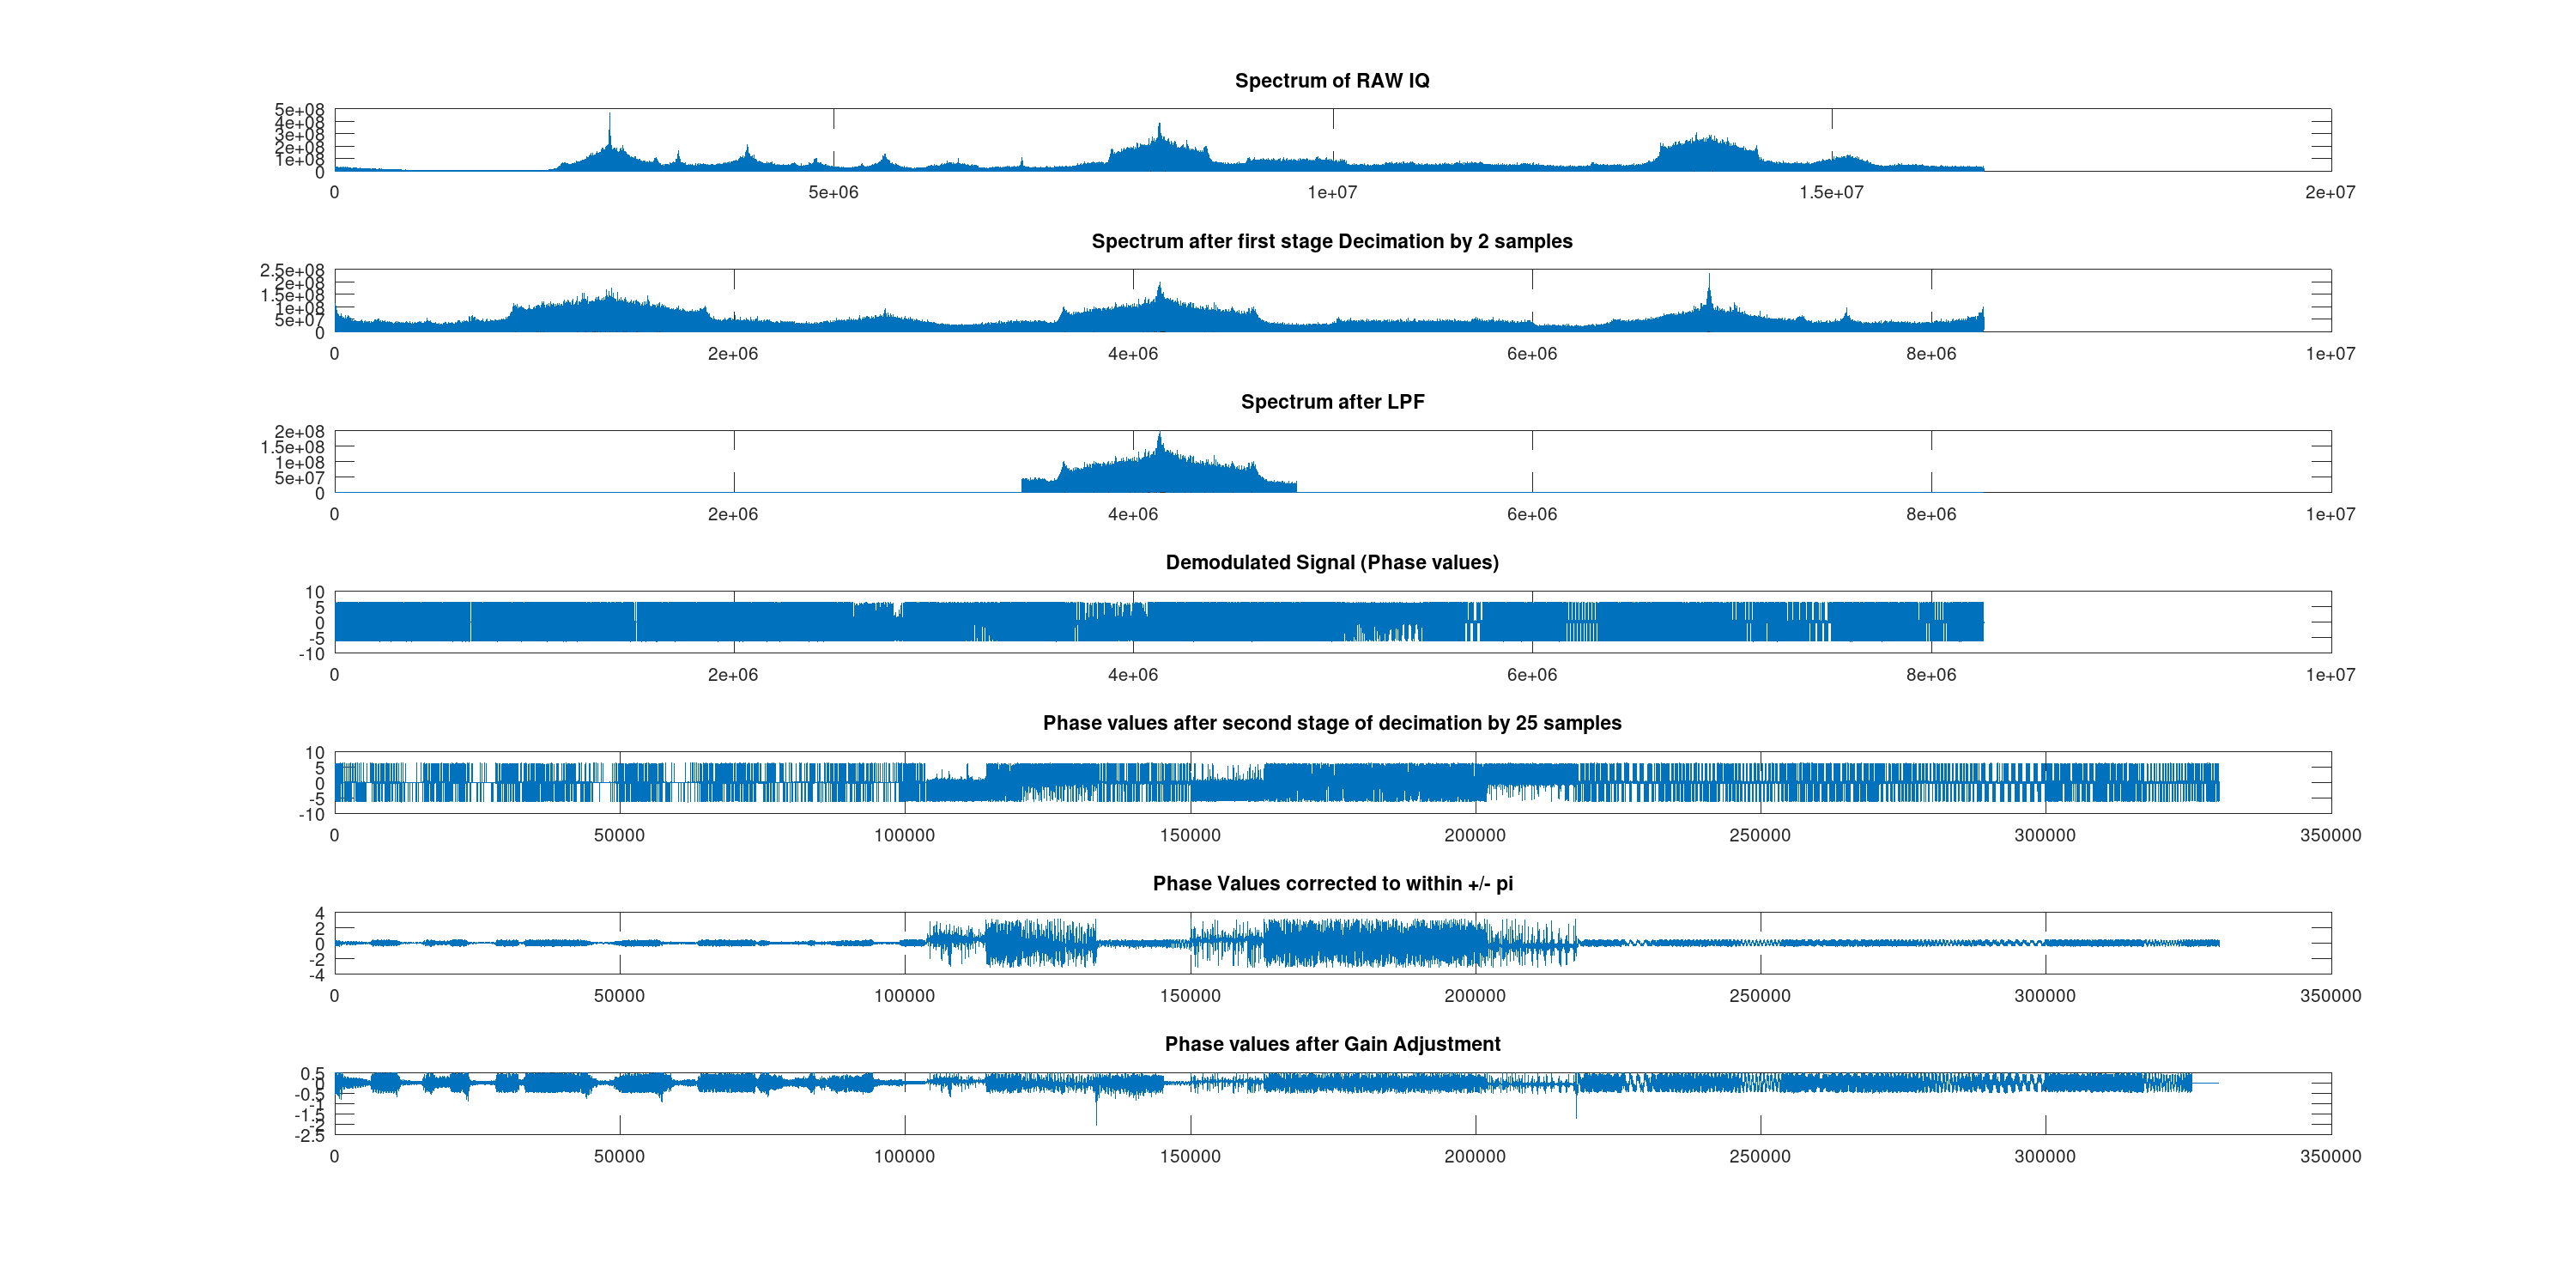 Spectrum of RAW IQ
5e+08
4e+08
3e+08
2e+08
1e+08
0
0 5e+06 1e+07 1.5e+07 2e+07
Spectrum after first stage Decimation by 2 samples
2.5e+08
2e+08
1.5e+08
1e+08
5e+07
0
0 2e+06 4e+06 6e+06 8e+06 1e+07
Spectrum after LPF
2e+08
1.5e+08
1e+08
5e+07
0
0 2e+06 4e+06 6e+06 8e+06 1e+07
Demodulated Signal (Phase values)
10
5
0
-5
-10
0 2e+06 4e+06 6e+06 8e+06 1e+07
Phase values after second stage of decimation by 25 samples
10
5
0
-5
-10
0 50000 100000 150000 200000 250000 300000 350000
Phase Values corrected to within +/- pi
4
2
0
-2
-4
0 50000 100000 150000 200000 250000 300000 350000
Phase values after Gain Adjustment
0.5
0
-0.5
-1
-1.5
-2
-2.5
0 50000 100000 150000 200000 250000 300000 350000